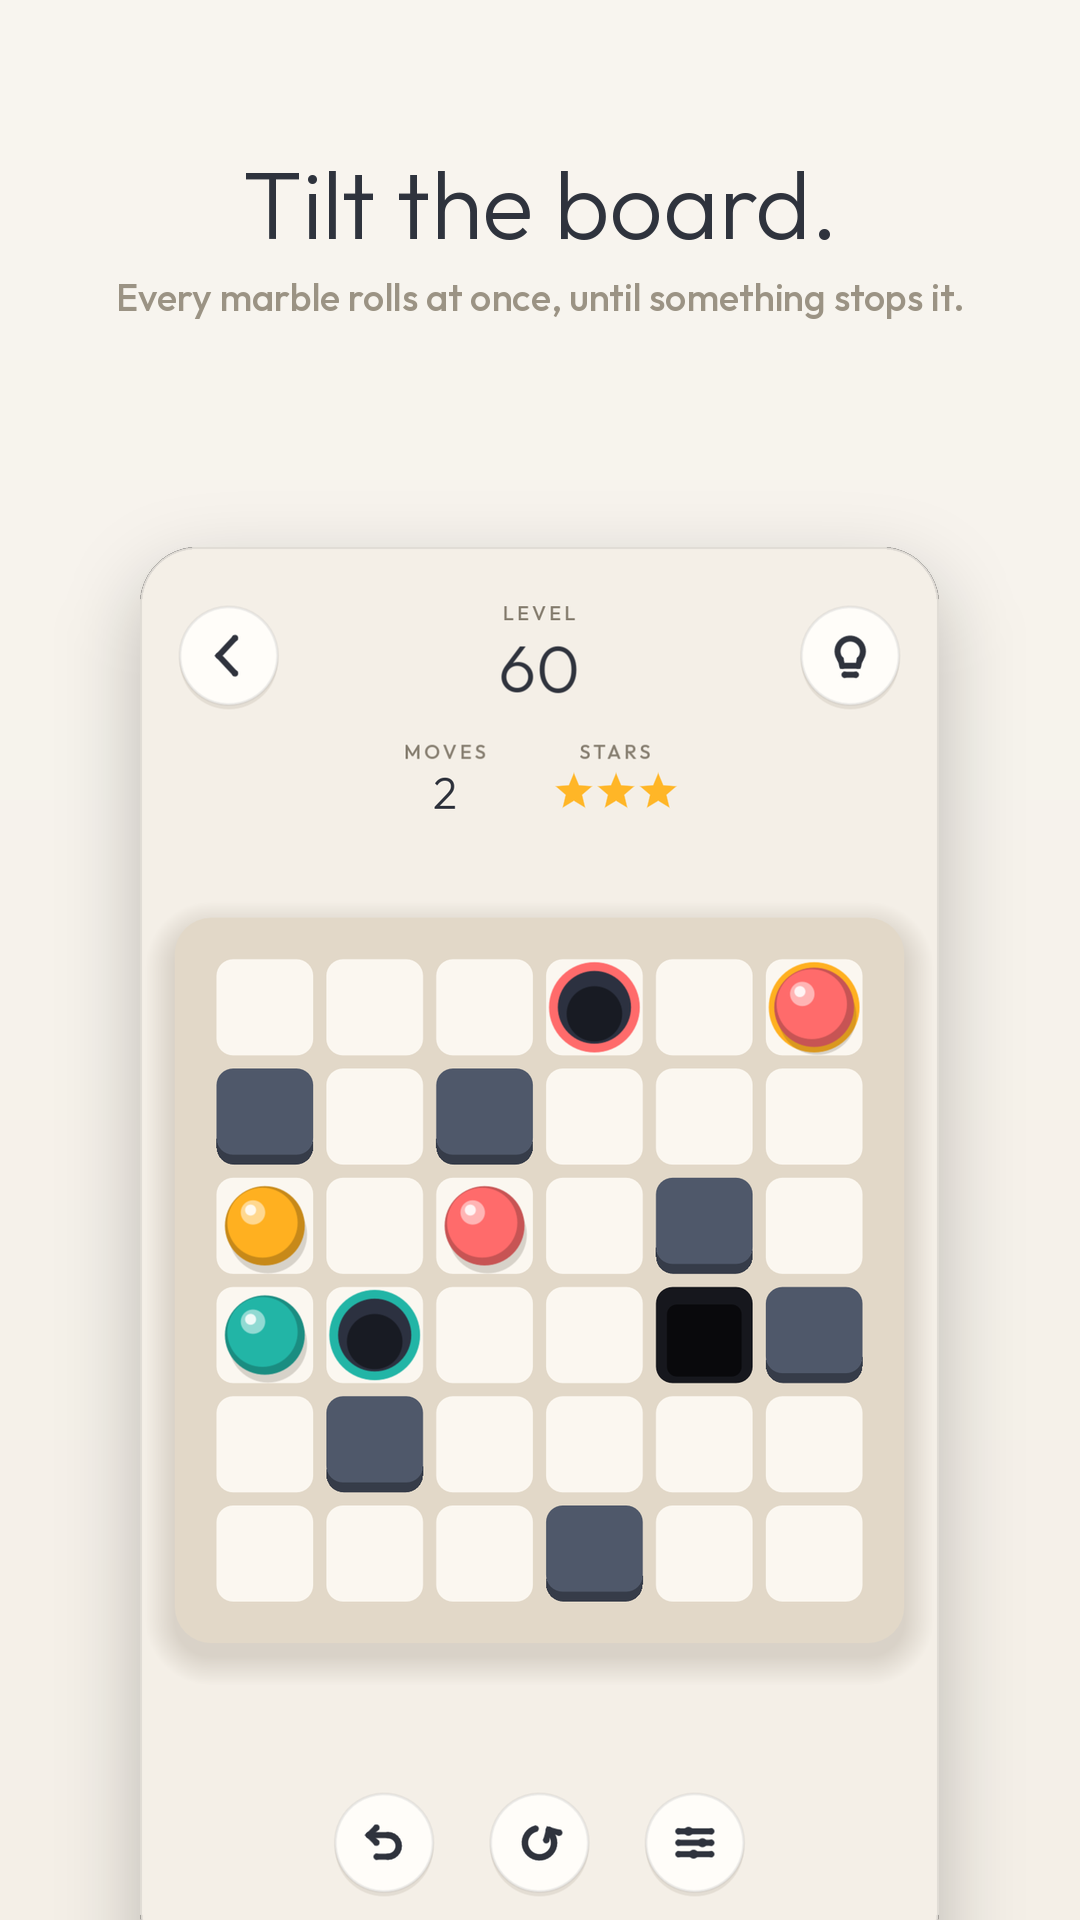 Tilt the board.
Every marble rolls at once, until something stops it.
LEVEL
60
MOVES STARS
2